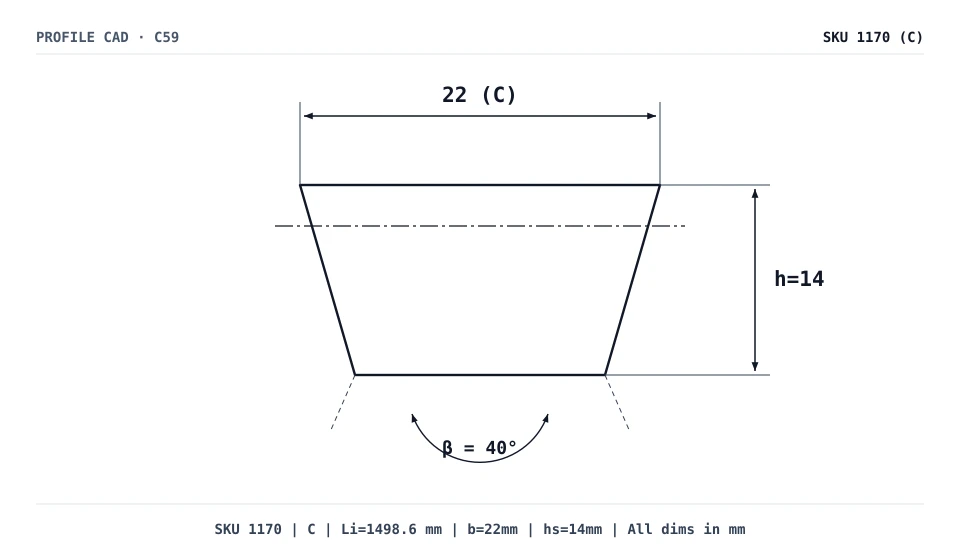 PROFILE CAD · C59
SKU 1170 (C)
22 (C)
h=14
β = 40°
SKU 1170 | C | Li=1498.6 mm | b=22mm | hs=14mm | All dims in mm